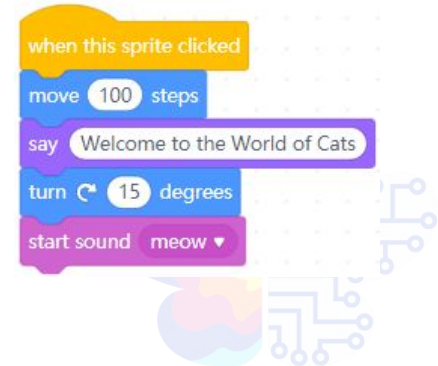 when this sprite clicked
move 100 steps
say Welcome to the World of Cats
turn 15 degrees
start sound meow